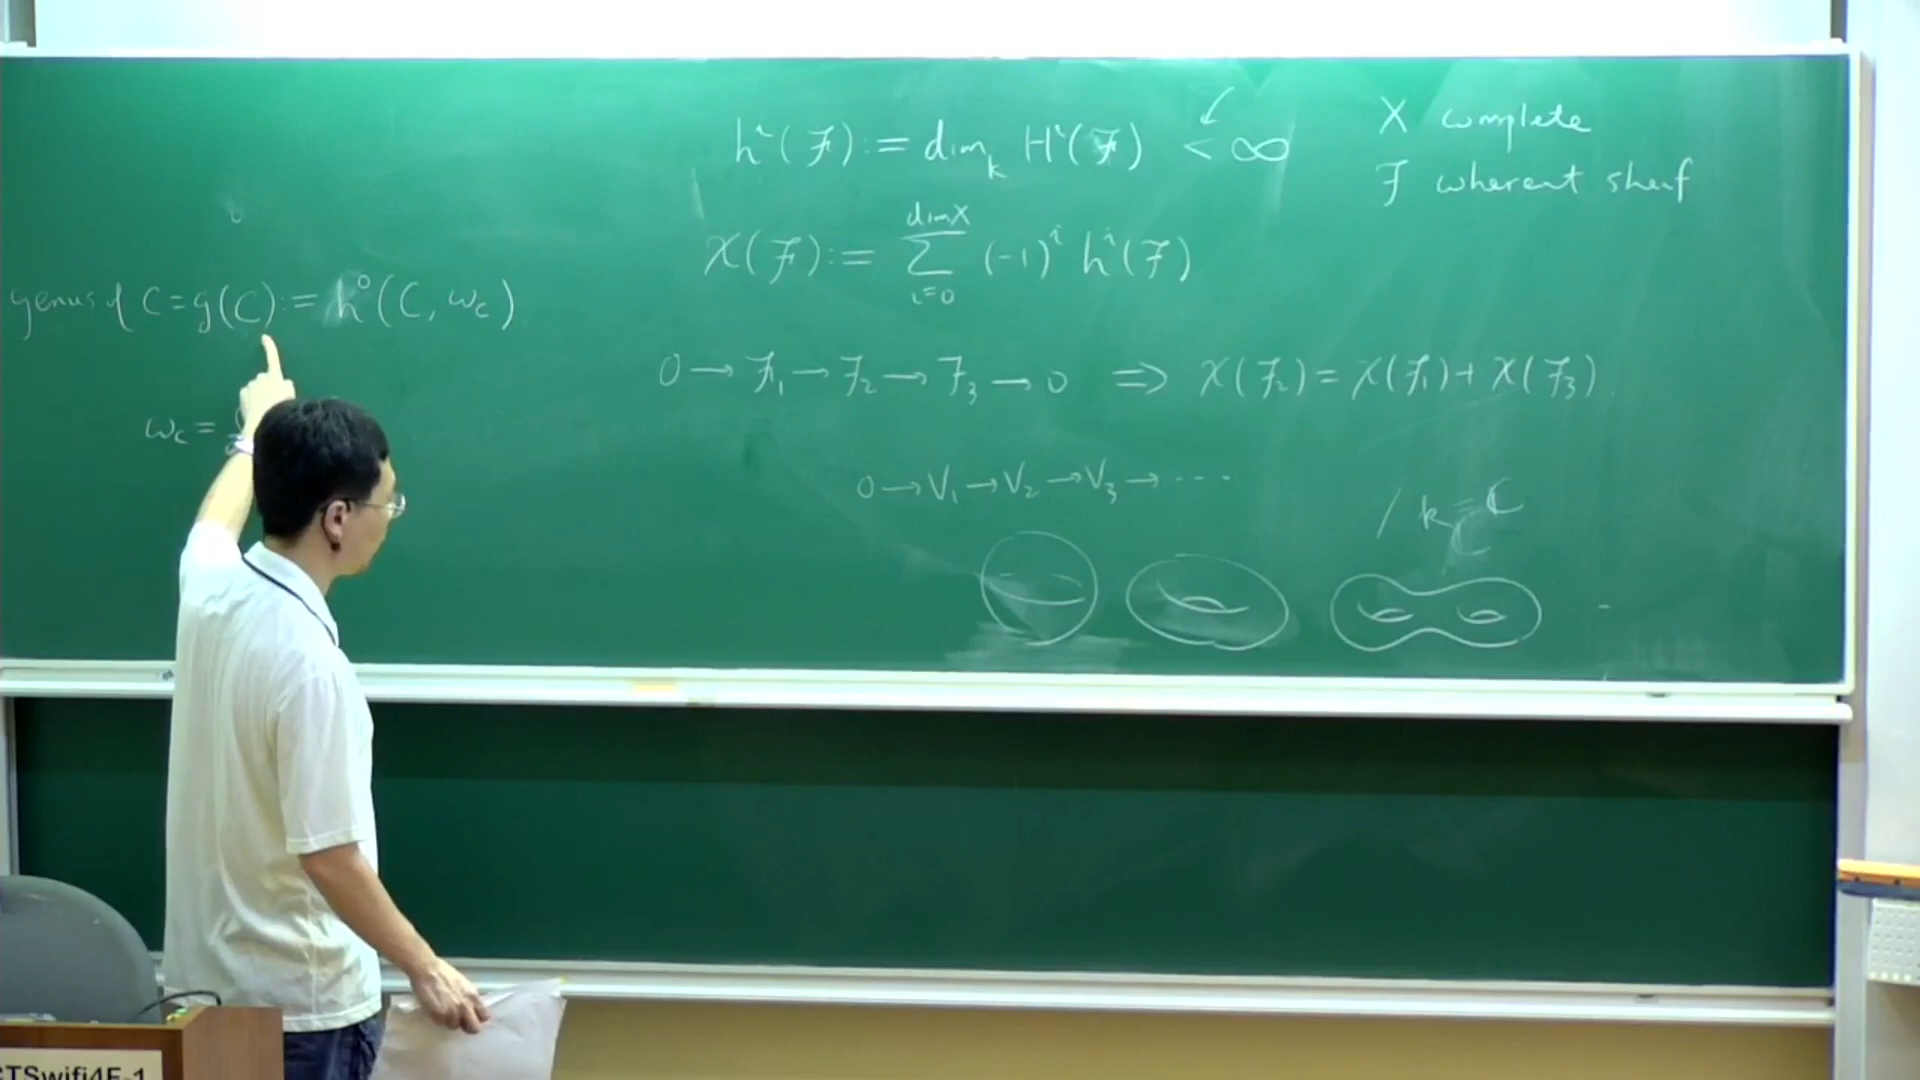 genus of C = g(C) := h⁰(C, ω_C)
ω_C =
hⁱ(ℱ) := dim_k Hⁱ(ℱ) < ∞
X complete
ℱ coherent sheaf
χ(ℱ) := Σ_{i=0}^{dim X} (-1)ⁱ hⁱ(ℱ)
0 → ℱ₁ → ℱ₂ → ℱ₃ → 0 ⇒ χ(ℱ₂) = χ(ℱ₁) + χ(ℱ₃).
0 → V₁ → V₂ → V₃ → ···
/ k = ℂ
CTSwifi4F-1